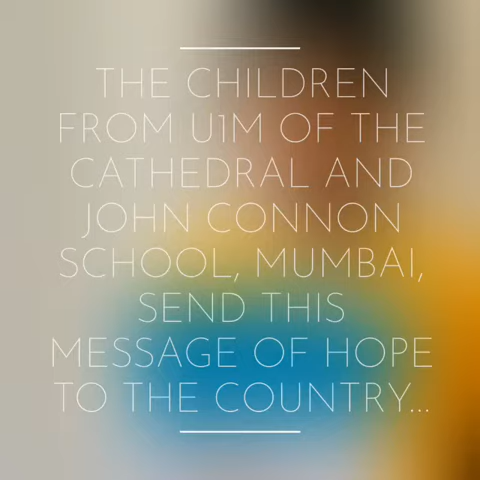 THE CHILDREN
FROM U1M OF THE
CATHEDRAL AND
JOHN CONNON
SCHOOL, MUMBAI,
SEND THIS
MESSAGE OF HOPE
TO THE COUNTRY...